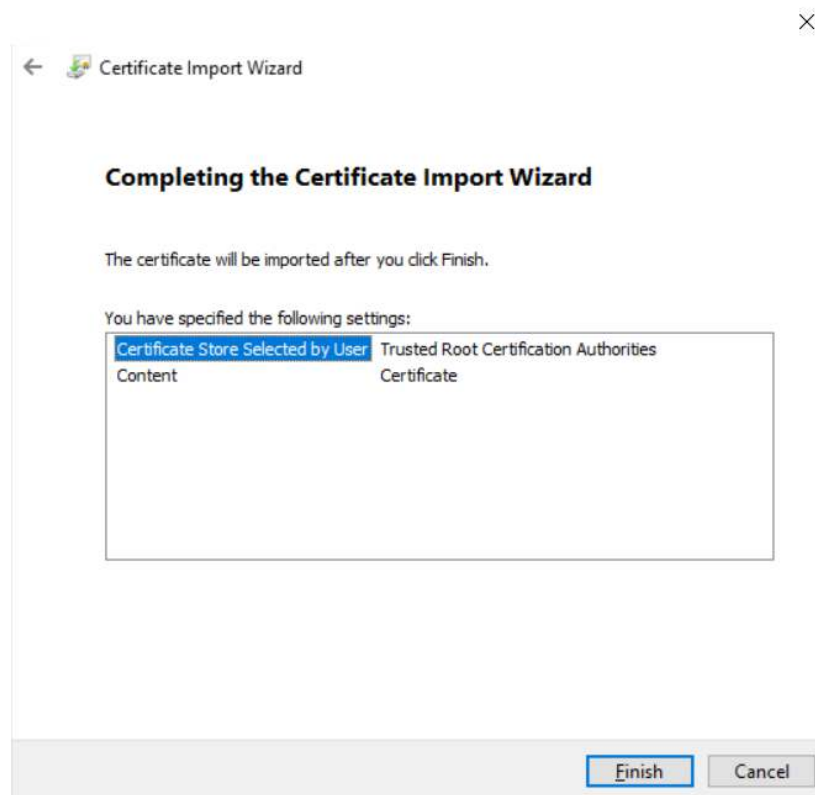 Certificate Import Wizard
Completing the Certificate Import Wizard
The certificate will be imported after you click Finish.
You have specified the following settings:
Certificate Store Selected by User Trusted Root Certification Authorities
Content Certificate
Finish Cancel